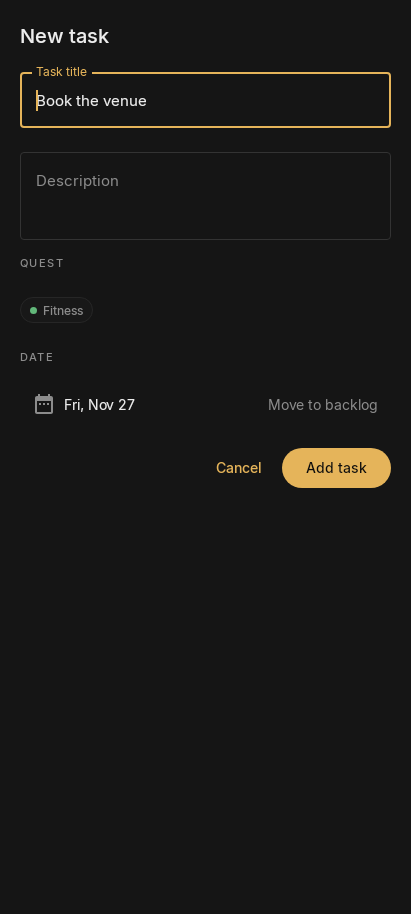 New task
Task title
Book the venue
Description
QUEST
Fitness
DATE
Fri, Nov 27
Move to backlog
Cancel
Add task